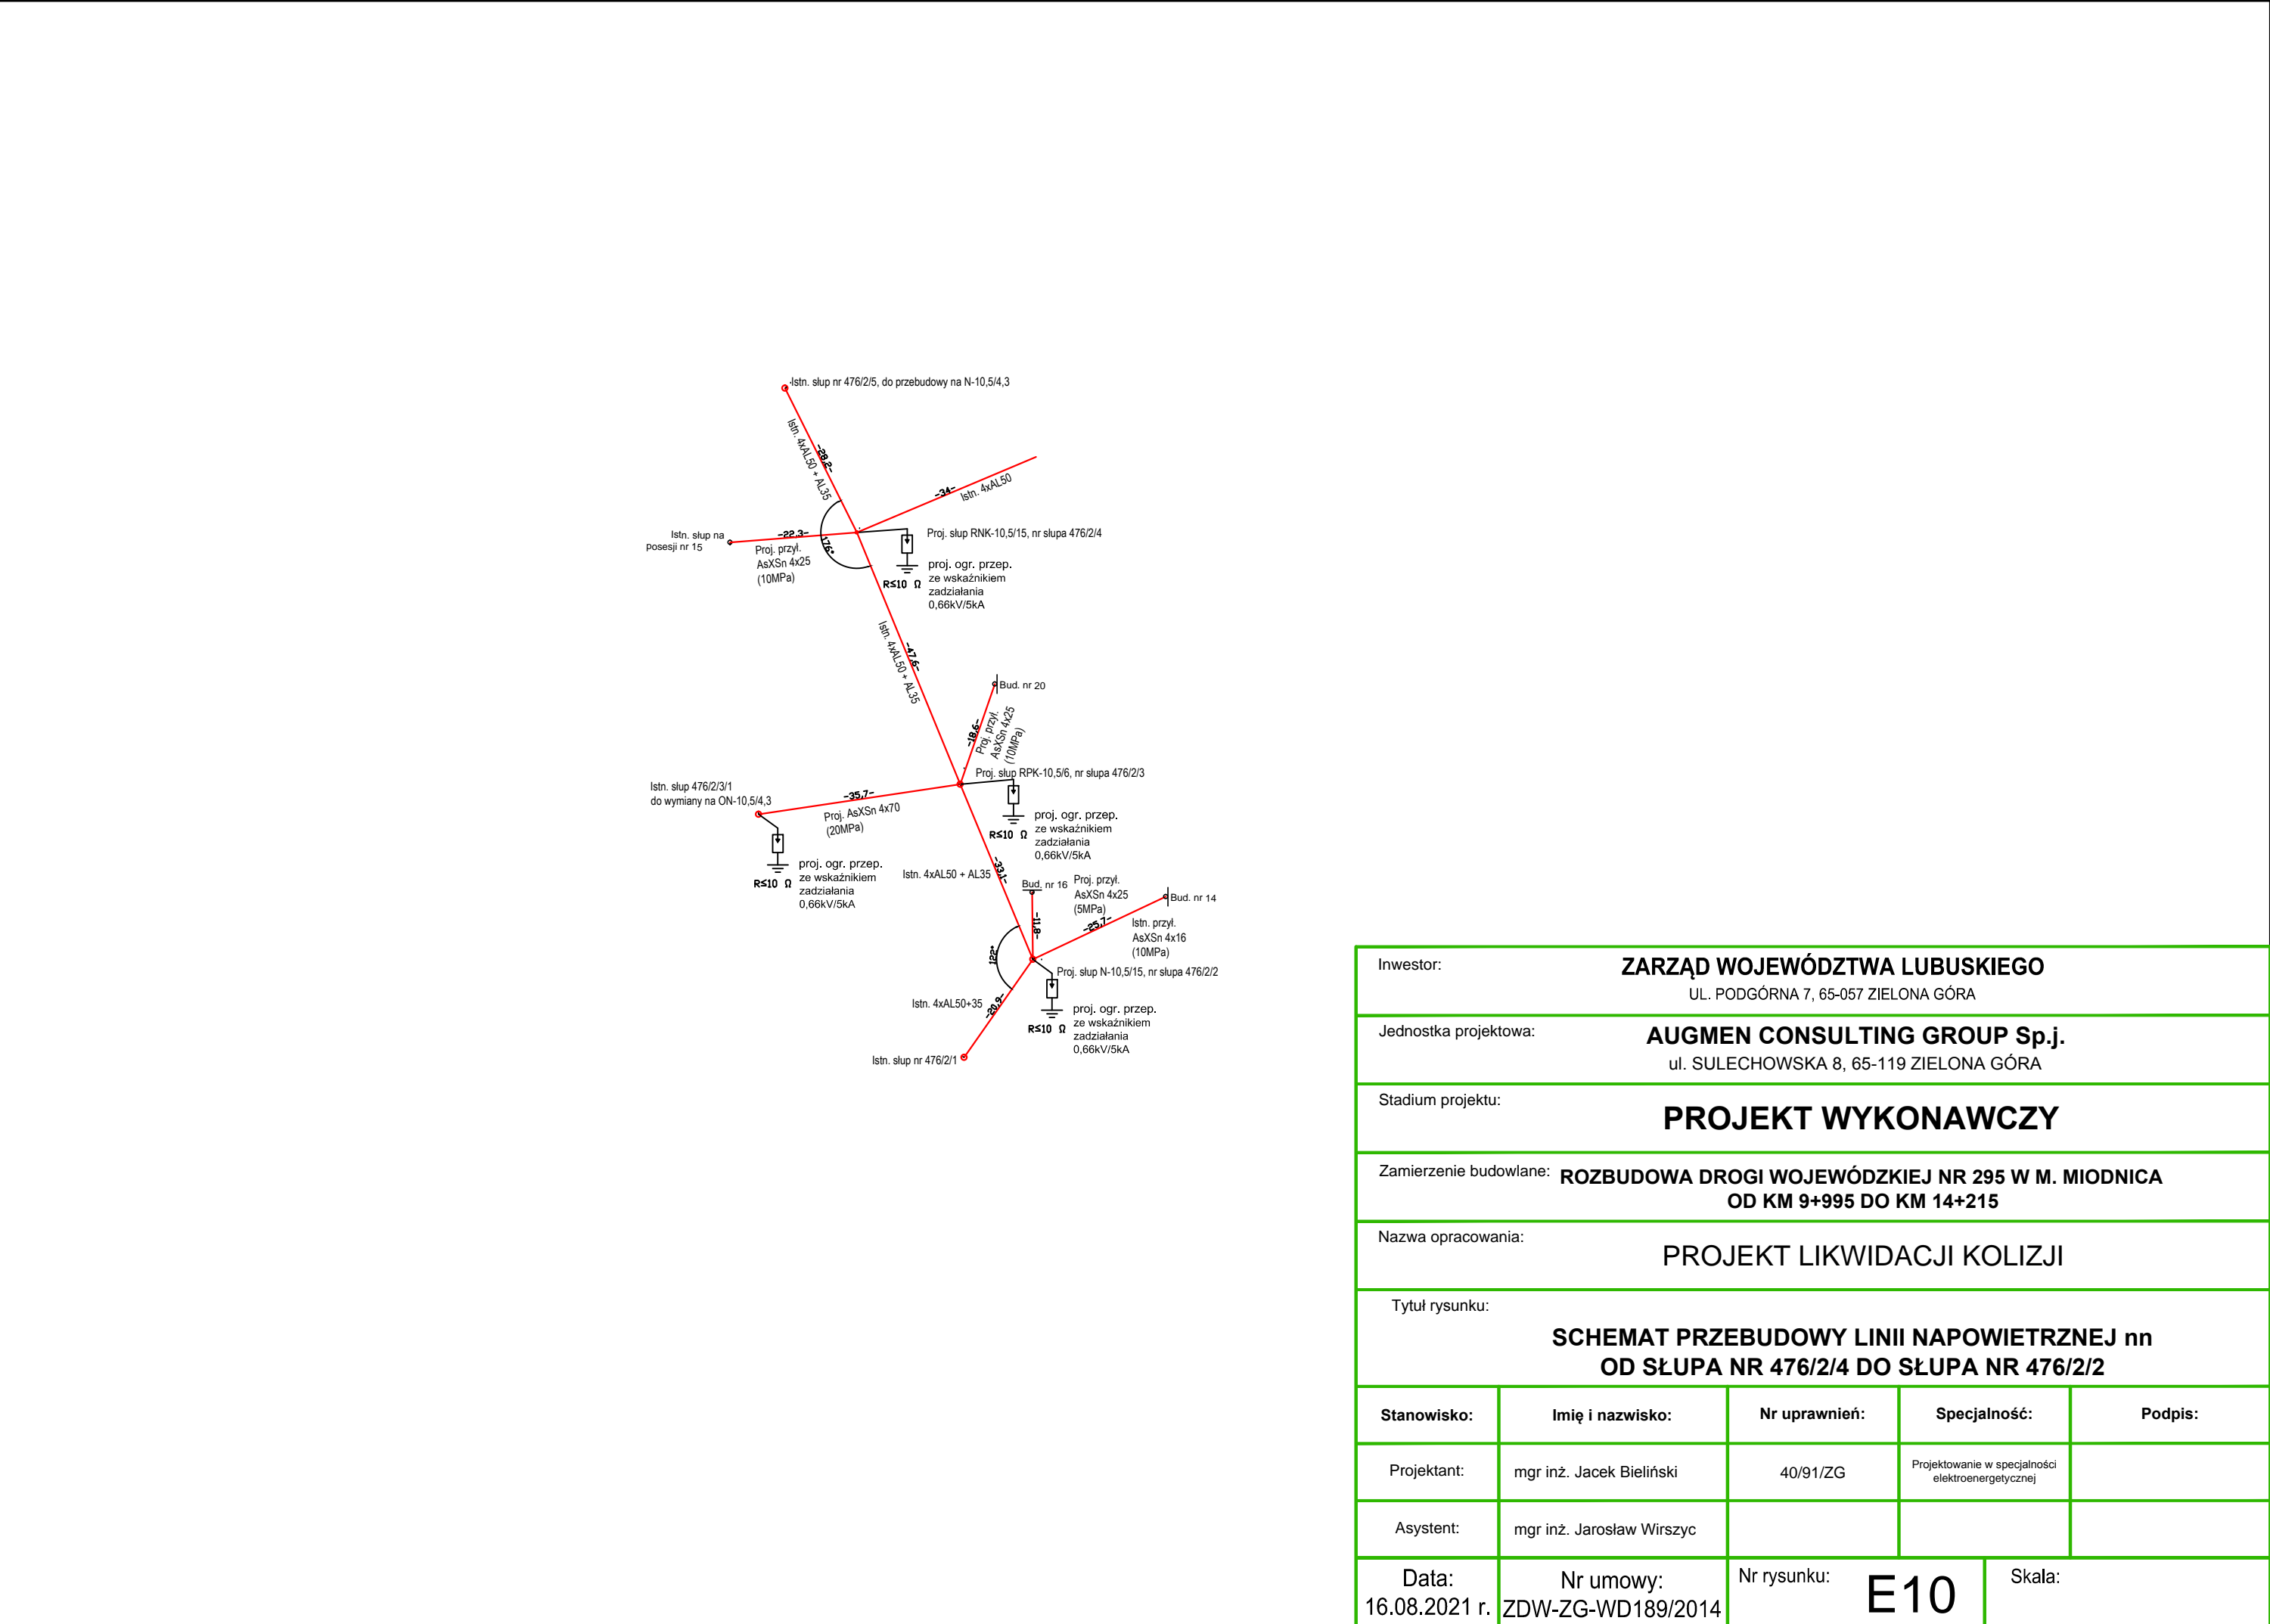 Istn. słup nr 476/2/5, do przebudowy na N-10,5/4,3
Istn. 4xAL50 + AL35
-28,2-
-34-
Istn. 4xAL50
Istn. słup na
posesji nr 15
-22,3-
Proj. przył.
AsXSn 4x25
(10MPa)
176°
Proj. słup RNK-10,5/15, nr słupa 476/2/4
R≤10 Ω
proj. ogr. przep.
ze wskaźnikiem
zadziałania
0,66kV/5kA
Istn. 4xAL50 + AL35
-47,6-
Bud. nr 20
-18,6-
Proj. przył.
AsXSn 4x25
(10MPa)
Proj. słup RPK-10,5/6, nr słupa 476/2/3
Istn. słup 476/2/3/1
do wymiany na ON-10,5/4,3
-35,7-
Proj. AsXSn 4x70
(20MPa)
R≤10 Ω
proj. ogr. przep.
ze wskaźnikiem
zadziałania
0,66kV/5kA
R≤10 Ω
proj. ogr. przep.
ze wskaźnikiem
zadziałania
0,66kV/5kA
Istn. 4xAL50 + AL35
-33,1-
Bud. nr 16
Proj. przył.
AsXSn 4x25
(5MPa)
-11,8-
-25,7-
Bud. nr 14
Istn. przył.
AsXSn 4x16
(10MPa)
122°
Proj. słup N-10,5/15, nr słupa 476/2/2
Istn. 4xAL50+35
-20,9-
R≤10 Ω
proj. ogr. przep.
ze wskaźnikiem
zadziałania
0,66kV/5kA
Istn. słup nr 476/2/1
Inwestor:
ZARZĄD WOJEWÓDZTWA LUBUSKIEGO
UL. PODGÓRNA 7, 65-057 ZIELONA GÓRA
Jednostka projektowa:
AUGMEN CONSULTING GROUP Sp.j.
ul. SULECHOWSKA 8, 65-119 ZIELONA GÓRA
Stadium projektu:
PROJEKT WYKONAWCZY
Zamierzenie budowlane:
ROZBUDOWA DROGI WOJEWÓDZKIEJ NR 295 W M. MIODNICA
OD KM 9+995 DO KM 14+215
Nazwa opracowania:
PROJEKT LIKWIDACJI KOLIZJI
Tytuł rysunku:
SCHEMAT PRZEBUDOWY LINII NAPOWIETRZNEJ nn
OD SŁUPA NR 476/2/4 DO SŁUPA NR 476/2/2
Stanowisko: Imię i nazwisko: Nr uprawnień: Specjalność: Podpis:
Projektant: mgr inż. Jacek Bieliński 40/91/ZG Projektowanie w specjalności
elektroenergetycznej
Asystent: mgr inż. Jarosław Wirszyc
Data:
16.08.2021 r.
Nr umowy:
ZDW-ZG-WD189/2014
Nr rysunku:
E10
Skala: